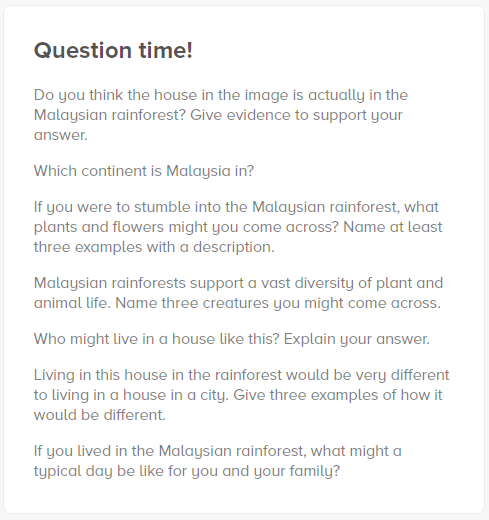 Question time!
Do you think the house in the image is actually in the
Malaysian rainforest? Give evidence to support your
answer.
Which continent is Malaysia in?
If you were to stumble into the Malaysian rainforest, what
plants and flowers might you come across? Name at least
three examples with a description.
Malaysian rainforests support a vast diversity of plant and
animal life. Name three creatures you might come across.
Who might live in a house like this? Explain your answer.
Living in this house in the rainforest would be very different
to living in a house in a city. Give three examples of how it
would be different.
If you lived in the Malaysian rainforest, what might a
typical day be like for you and your family?